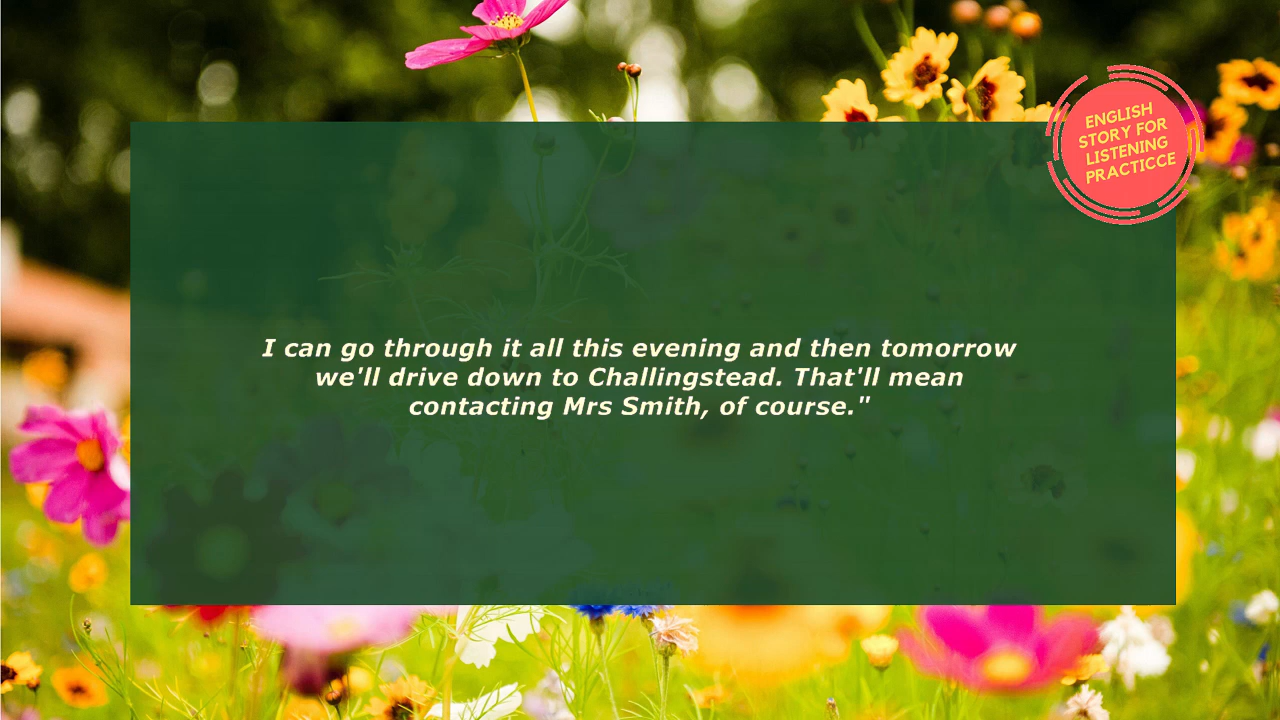 ENGLISH
STORY FOR
LISTENING
PRACTICCE
I can go through it all this evening and then tomorrow
we'll drive down to Challingstead. That'll mean
contacting Mrs Smith, of course."